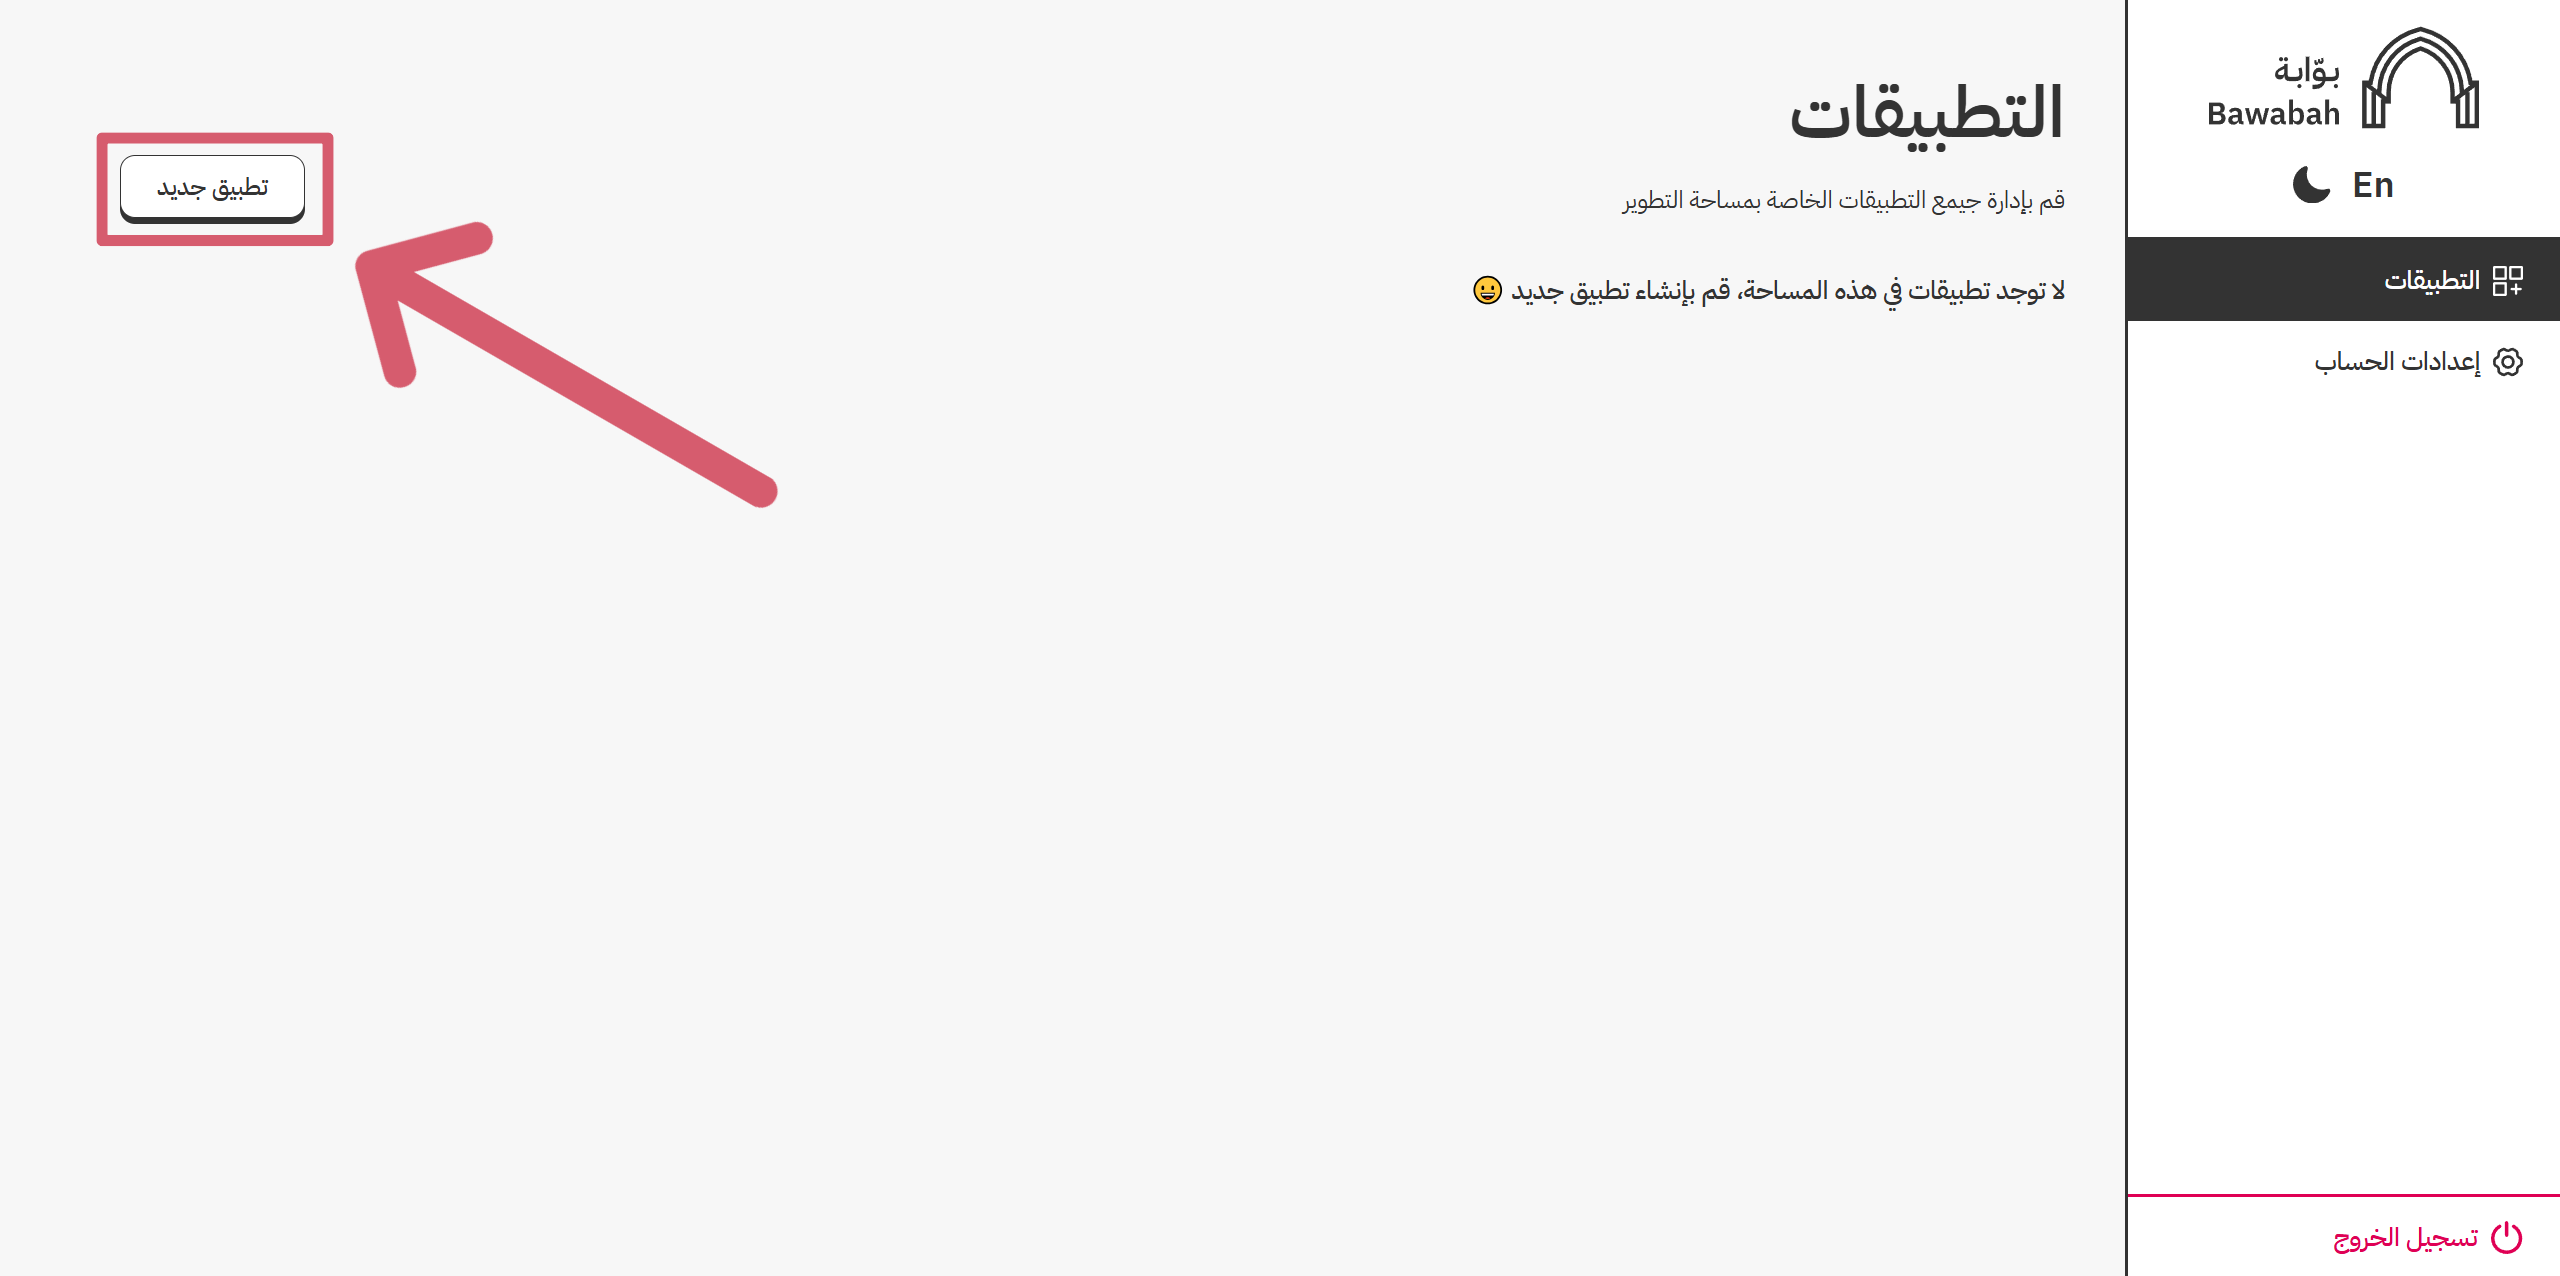 بوّابة
Bawabah
En
التطبيقات
إعدادات الحساب
تسجيل الخروج
التطبيقات
قم بإدارة جيمع التطبيقات الخاصة بمساحة التطوير
تطبيق جديد
لا توجد تطبيقات في هذه المساحة، قم بإنشاء تطبيق جديد 😀